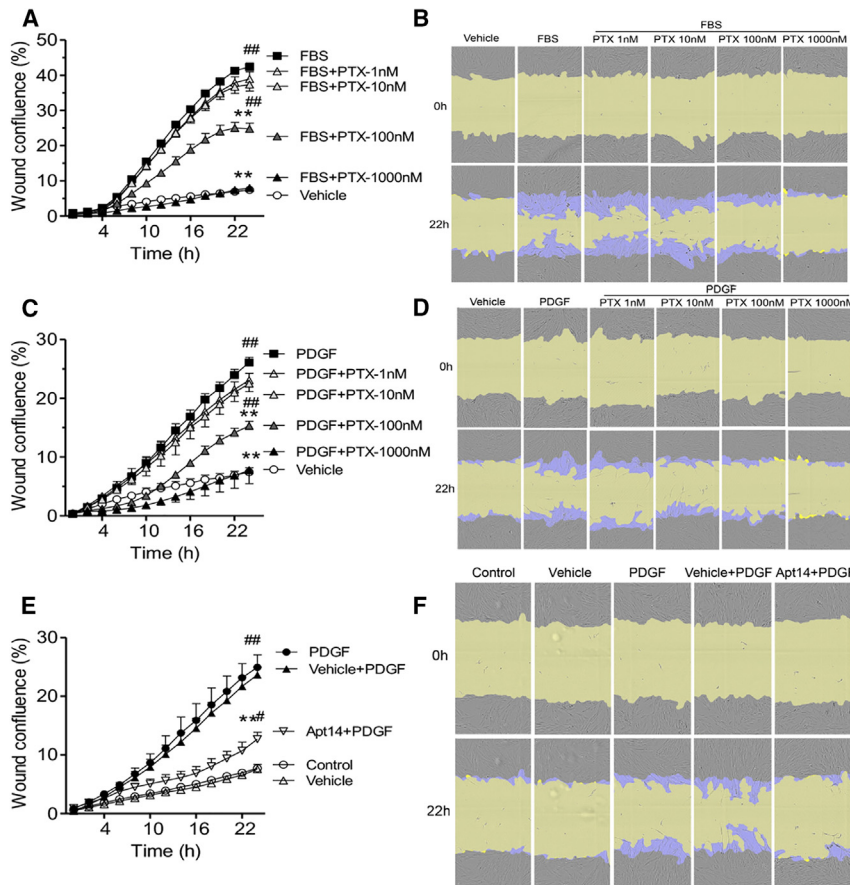 A
Wound confluence (%)
50
40
30
20
10
0
4
10
16
22
Time (h)
##
FBS
FBS+PTX-1nM
FBS+PTX-10nM
##
**
FBS+PTX-100nM
**
FBS+PTX-1000nM
Vehicle
B
FBS
Vehicle FBS PTX 1nM PTX 10nM PTX 100nM PTX 1000nM
0h
22h
C
Wound confluence (%)
30
20
10
0
4
10
16
22
Time (h)
##
PDGF
PDGF+PTX-1nM
PDGF+PTX-10nM
##
**
PDGF+PTX-100nM
**
PDGF+PTX-1000nM
Vehicle
D
PDGF
Vehicle PDGF PTX 1nM PTX 10nM PTX 100nM PTX 1000nM
0h
22h
E
Wound confluence (%)
30
20
10
0
4
10
16
22
Time (h)
##
PDGF
Vehicle+PDGF
**#
Apt14+PDGF
Control
Vehicle
F
Control Vehicle PDGF Vehicle+PDGF Apt14+PDGF
0h
22h